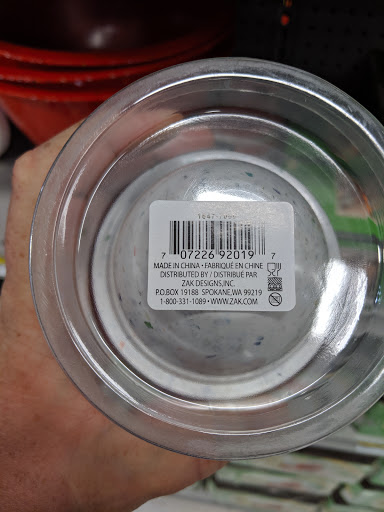 7 07226 92019 7
MADE IN CHINA • FABRIQUÉ EN CHINE
DISTRIBUTED BY / DISTRIBUÉ PAR
ZAK DESIGNS,INC.
P.O.BOX 19188 SPOKANE,WA 99219
1-800-331-1089 • WWW.ZAK.COM